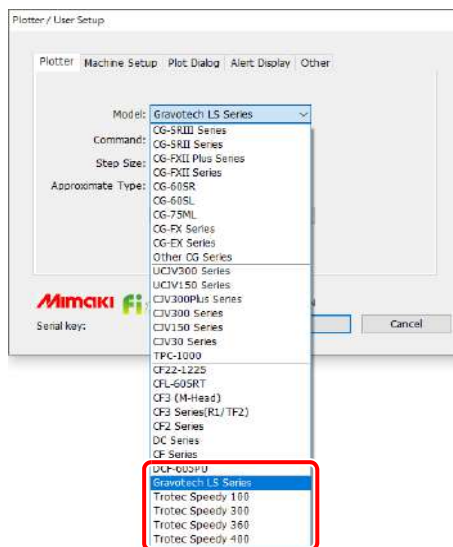 Plotter / User Setup
Plotter Machine Setup Plot Dialog Alert Display Other
Model: Gravotech LS Series
Command:
Step Size:
Approximate Type:
CG-SRIII Series
CG-SRII Series
CG-FXII Plus Series
CG-FXII Series
CG-60SR
CG-60SL
CG-75ML
CG-FX Series
CG-EX Series
Other CG Series
UCJV300 Series
UCJV150 Series
CJV300Plus Series
CJV300 Series
CJV150 Series
CJV30 Series
TPC-1000
CF22-1225
CFL-605RT
CF3 (M-Head)
CF3 Series(R1/TF2)
CF2 Series
DC Series
CF Series
DCF-605PU
Gravotech LS Series
Trotec Speedy 100
Trotec Speedy 300
Trotec Speedy 360
Trotec Speedy 400
Mimaki Fi
Serial key:
Cancel